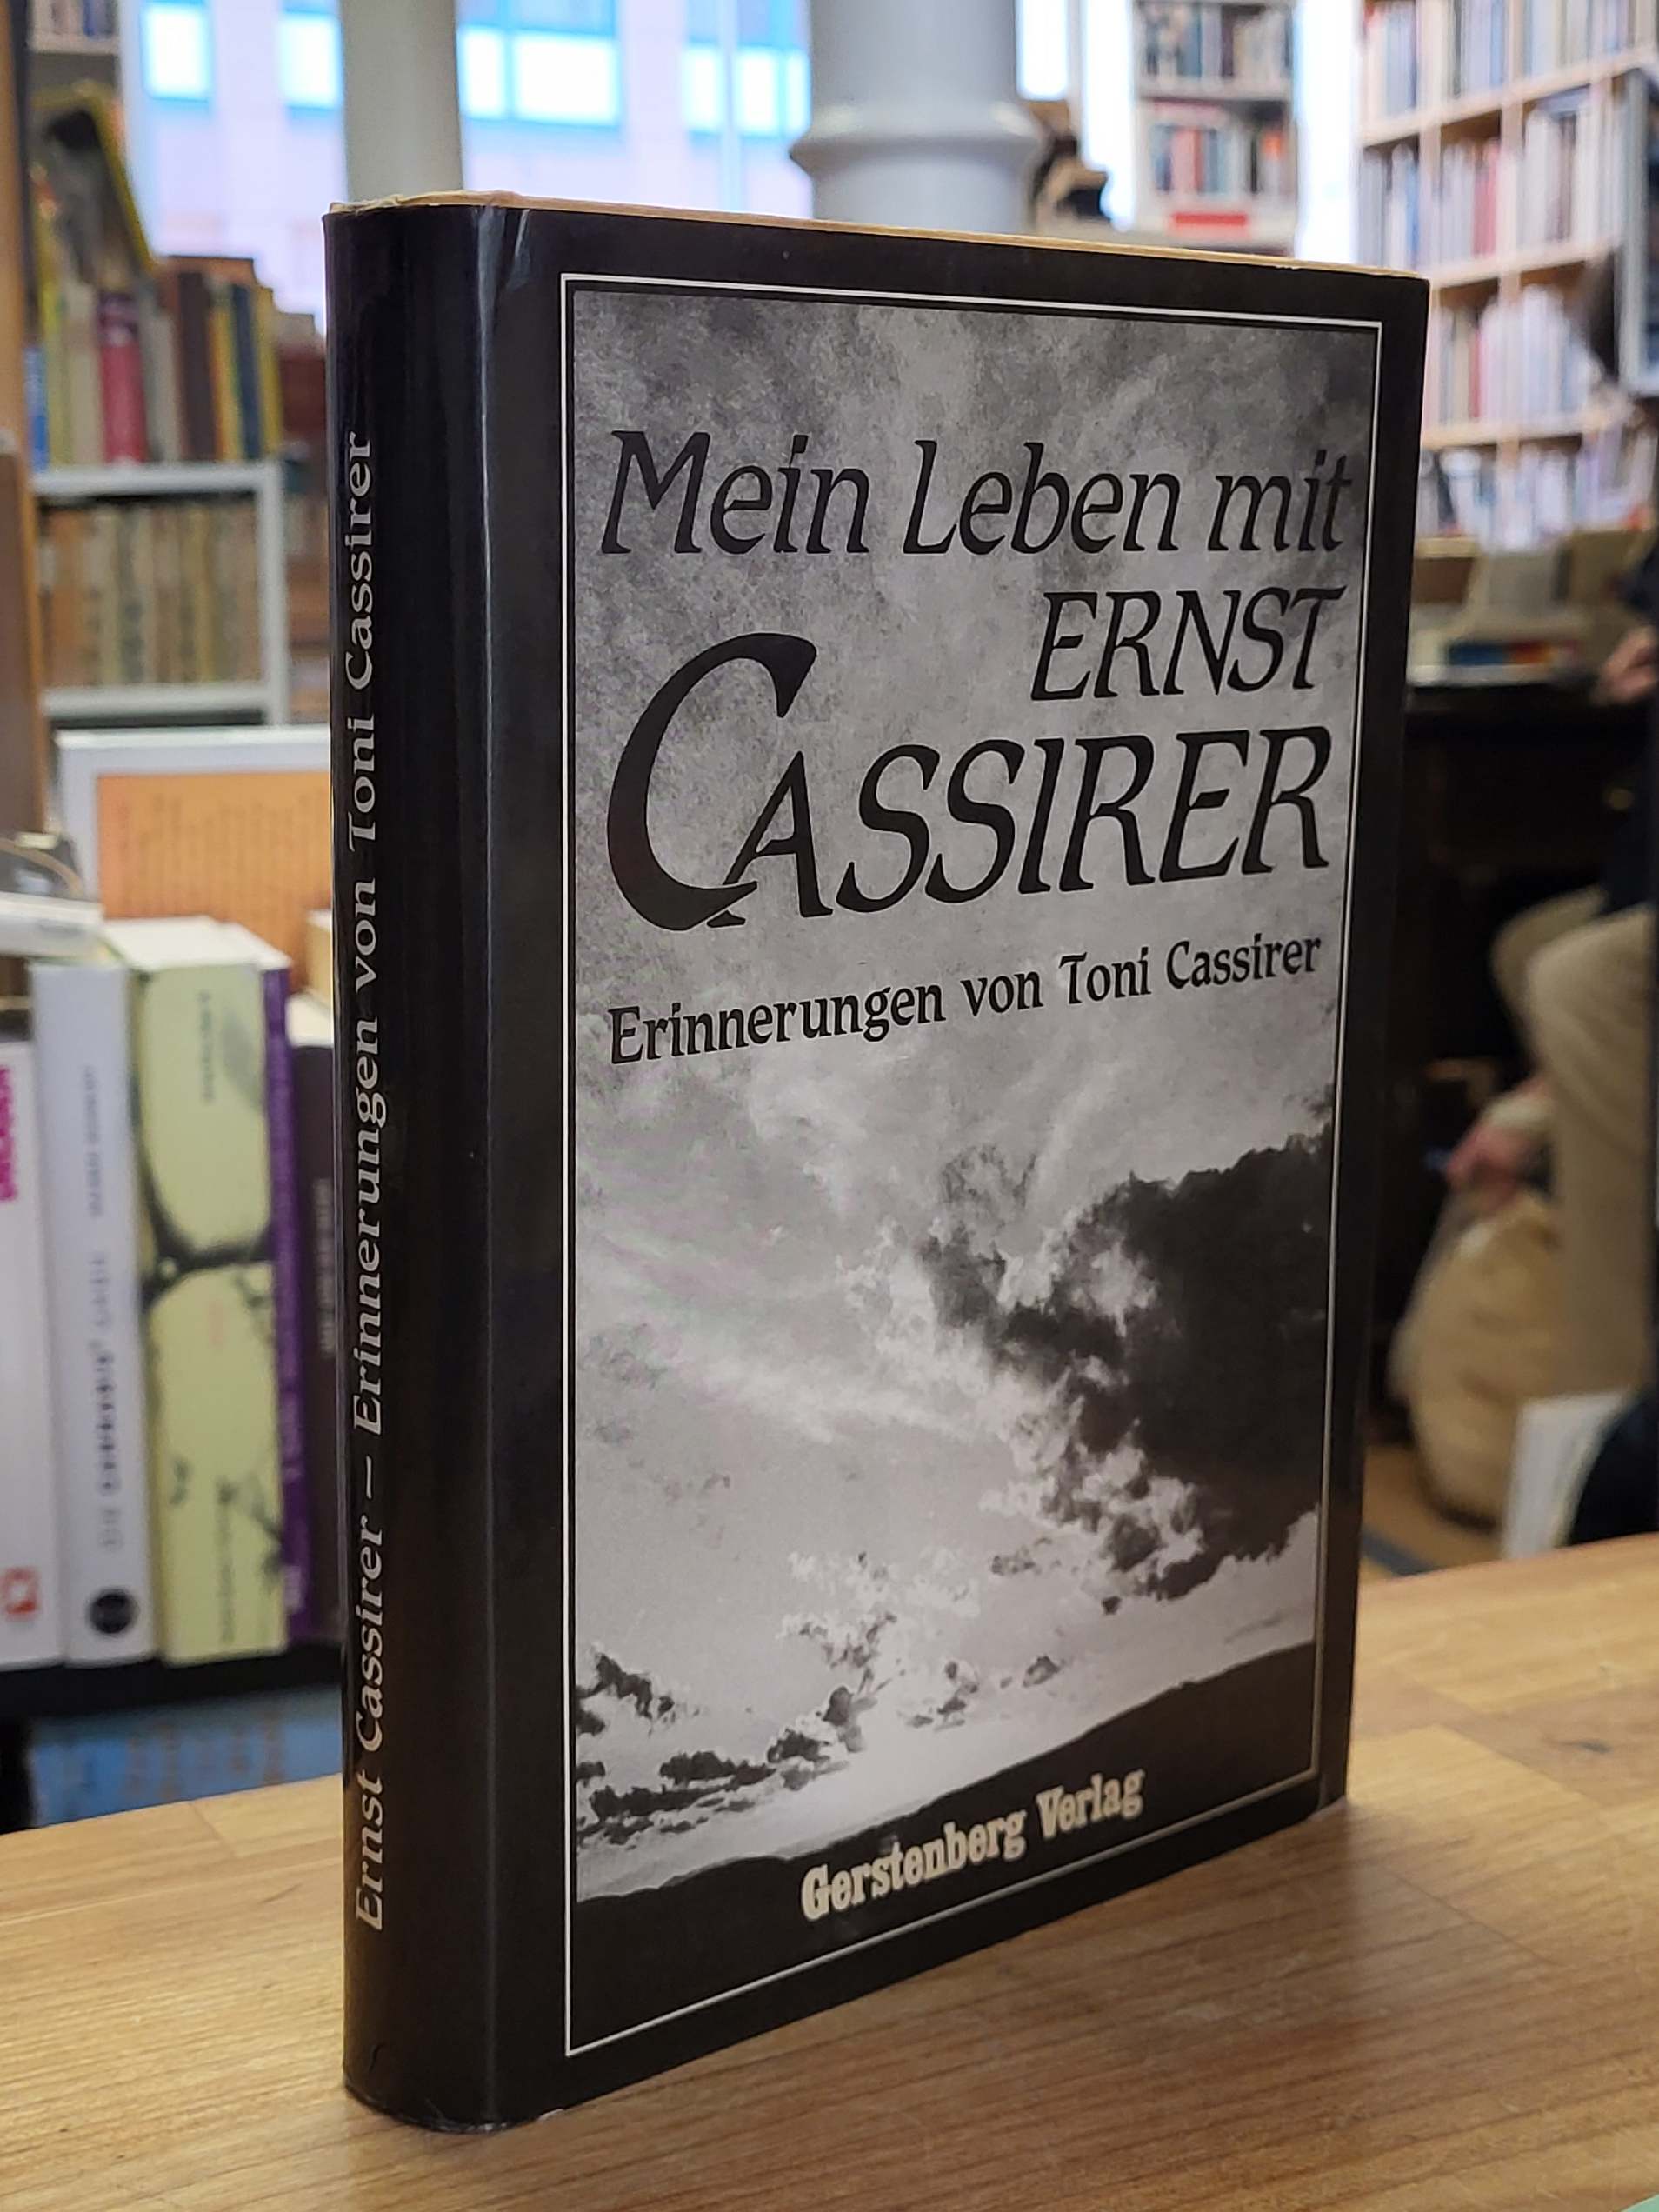 Mein Leben mit
ERNST
CASSIRER
Erinnerungen von Toni Cassirer
Gerstenberg Verlag
Ernst Cassirer – Erinnerungen von Toni Cassirer